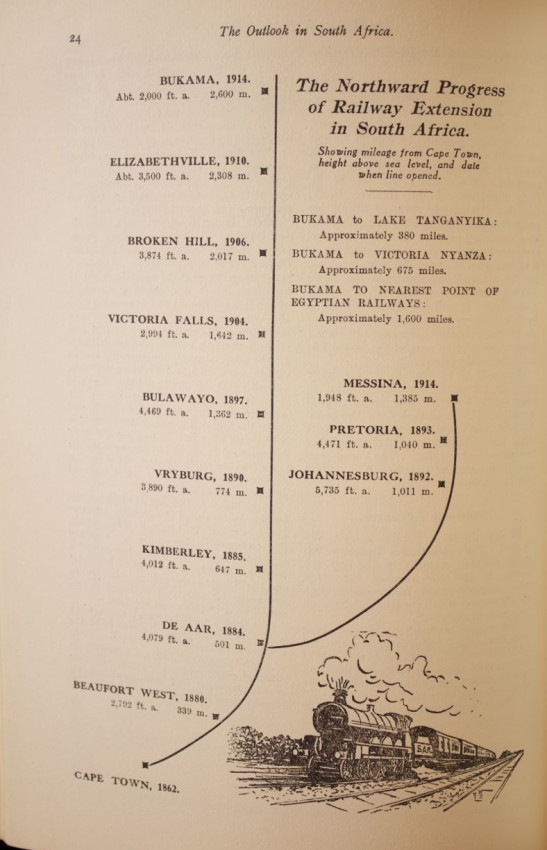 24
The Outlook in South Africa.
BUKAMA, 1914.
Abt. 2,000 ft. a. 2,600 m.
ELIZABETHVILLE, 1910.
Abt. 3,500 ft. a. 2,308 m.
BROKEN HILL, 1906.
3,874 ft. a. 2,017 m.
VICTORIA FALLS, 1904.
2,994 ft. a. 1,642 m.
BULAWAYO, 1897.
4,469 ft. a. 1,362 m.
VRYBURG, 1890.
3,890 ft. a. 774 m.
KIMBERLEY, 1885.
4,012 ft. a. 647 m.
DE AAR, 1884.
4,079 ft. a. 501 m.
BEAUFORT WEST, 1880.
2,792 ft. a. 339 m.
CAPE TOWN, 1862.
The Northward Progress
of Railway Extension
in South Africa.
Showing mileage from Cape Town,
height above sea level, and date
when line opened.
BUKAMA to LAKE TANGANYIKA:
Approximately 380 miles.
BUKAMA to VICTORIA NYANZA:
Approximately 675 miles.
BUKAMA TO NEAREST POINT OF
EGYPTIAN RAILWAYS:
Approximately 1,600 miles.
MESSINA, 1914.
1,948 ft. a. 1,385 m.
PRETORIA, 1893.
4,471 ft. a. 1,040 m.
JOHANNESBURG, 1892.
5,735 ft. a. 1,011 m.